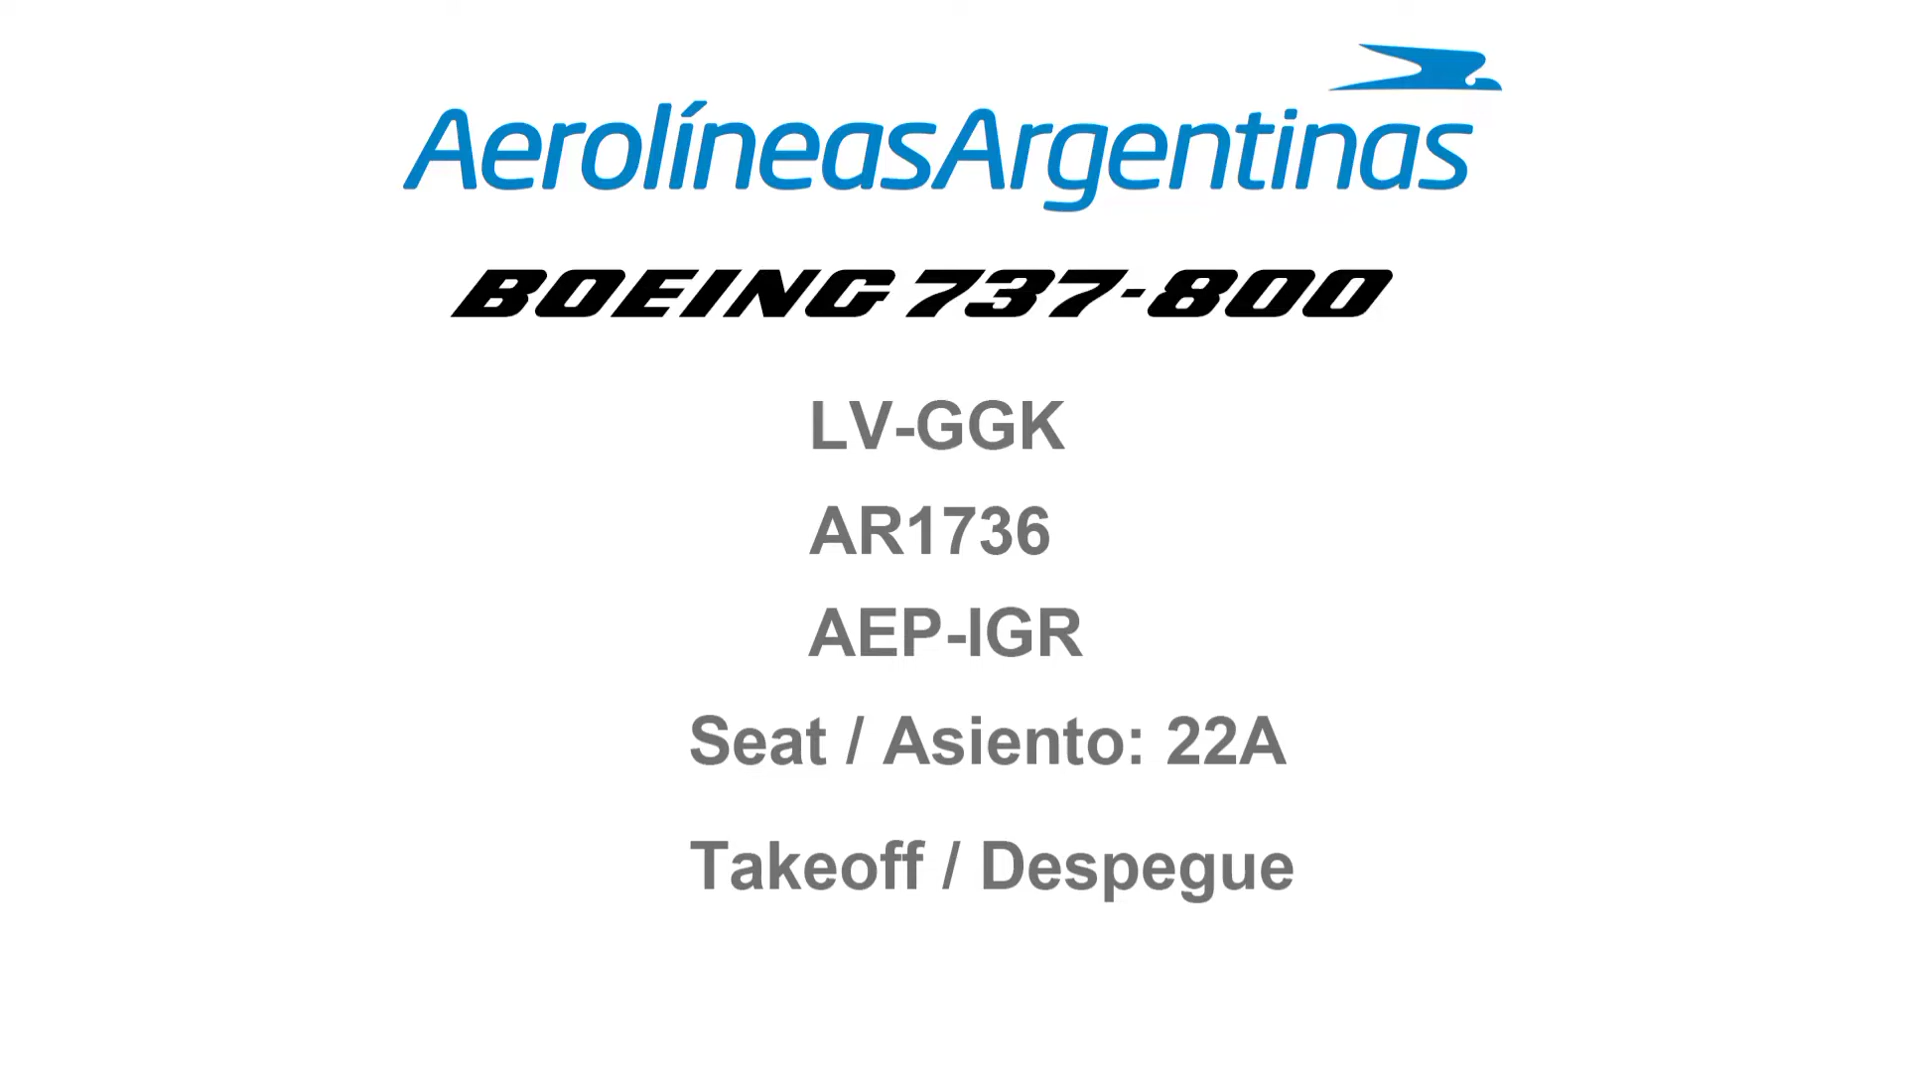 AerolíneasArgentinas
BOEING 737-800
LV-GGK
AR1736
AEP-IGR
Seat / Asiento: 22A
Takeoff / Despegue